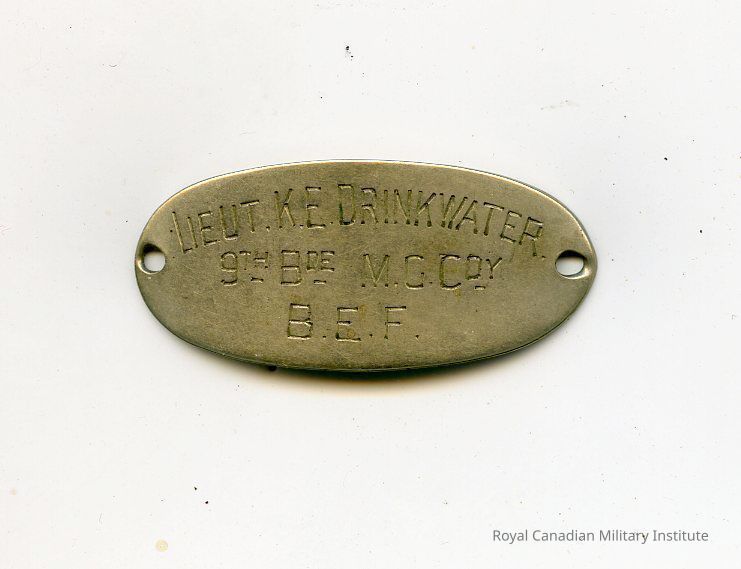 LIEUT. K.E. DRINKWATER.
9TH BDE M.G. COY
B.E.F.
Royal Canadian Military Institute